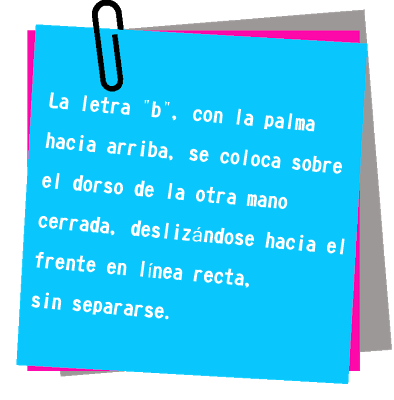 La letra "b", con la palma
hacia arriba, se coloca sobre
el dorso de la otra mano
cerrada, deslizándose hacia el
frente en línea recta,
sin separarse.